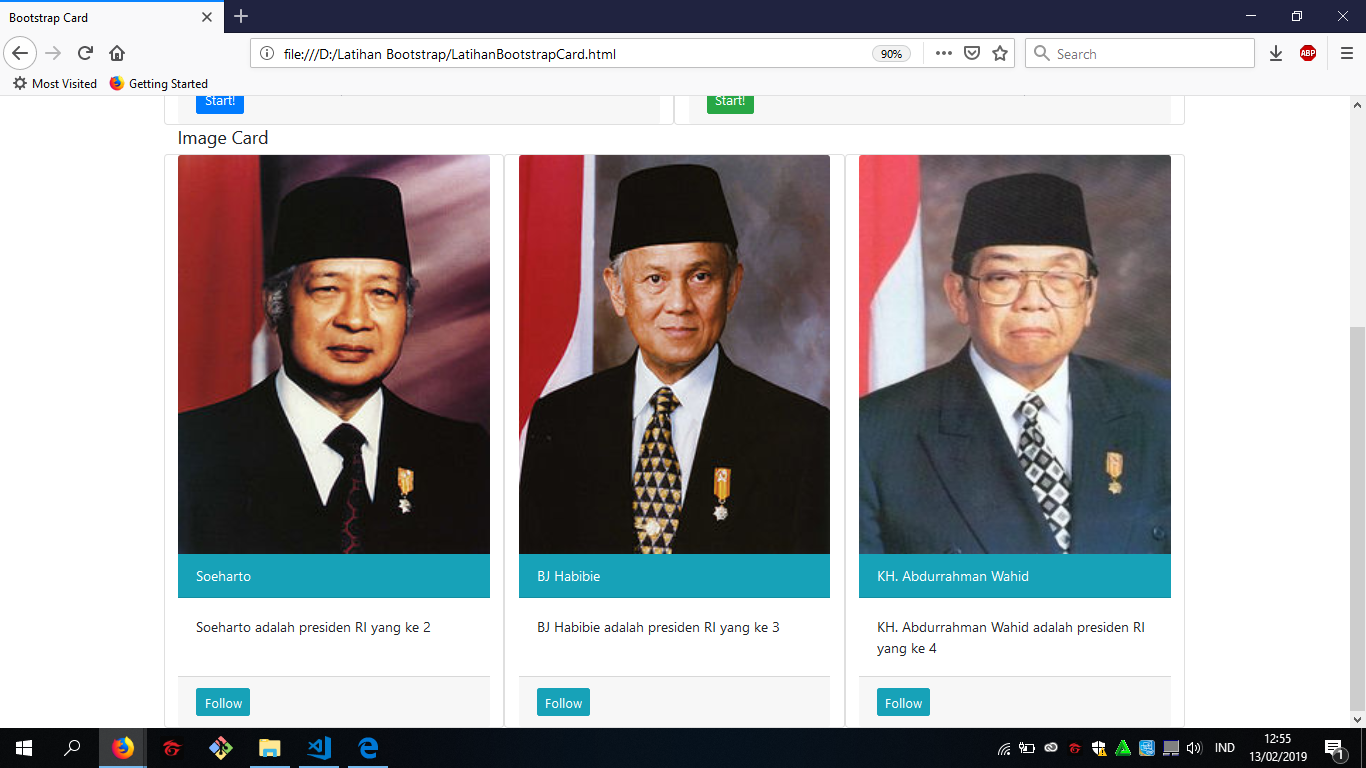 Bootstrap Card
file:///D:/Latihan Bootstrap/LatihanBootstrapCard.html
90%
Search
ABP
Most Visited
Getting Started
Start!
Start!
Image Card
Soeharto
BJ Habibie
KH. Abdurrahman Wahid
Soeharto adalah presiden RI yang ke 2
BJ Habibie adalah presiden RI yang ke 3
KH. Abdurrahman Wahid adalah presiden RI
yang ke 4
Follow
Follow
Follow
IND
12:55
13/02/2019
1